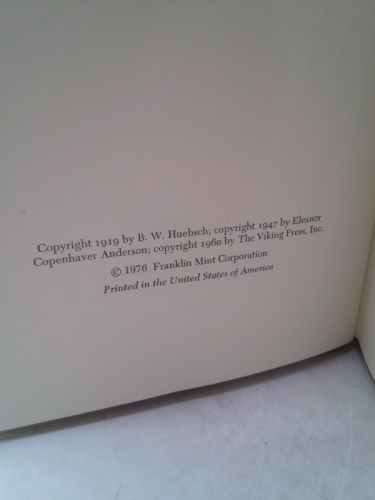 Copyright 1919 by B. W. Huebsch; copyright 1947 by Eleanor
Copenhaver Anderson; copyright 1960 by The Viking Press, Inc.
© 1976 Franklin Mint Corporation
Printed in the United States of America